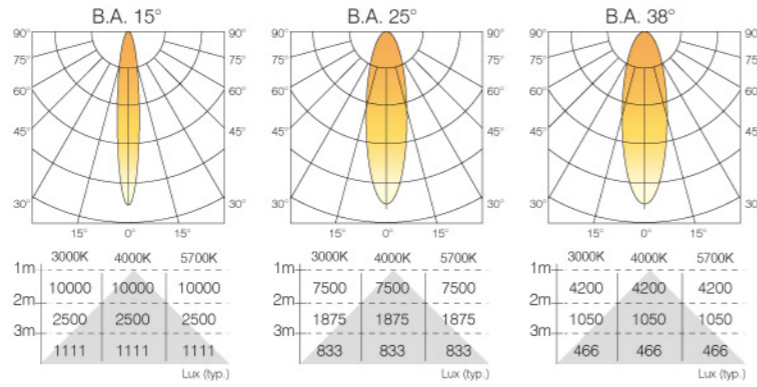 B.A. 15°
90° 90°
75° 75°
60° 60°
45° 45°
30° 30°
15° 0° 15°
3000K 4000K 5700K
1m
10000 10000 10000
2m
2500 2500 2500
3m
1111 1111 1111
Lux (typ.)
B.A. 25°
90° 90°
75° 75°
60° 60°
45° 45°
30° 30°
15° 0° 15°
3000K 4000K 5700K
1m
7500 7500 7500
2m
1875 1875 1875
3m
833 833 833
Lux (typ.)
B.A. 38°
90° 90°
75° 75°
60° 60°
45° 45°
30° 30°
15° 0° 15°
3000K 4000K 5700K
1m
4200 4200 4200
2m
1050 1050 1050
3m
466 466 466
Lux (typ.)